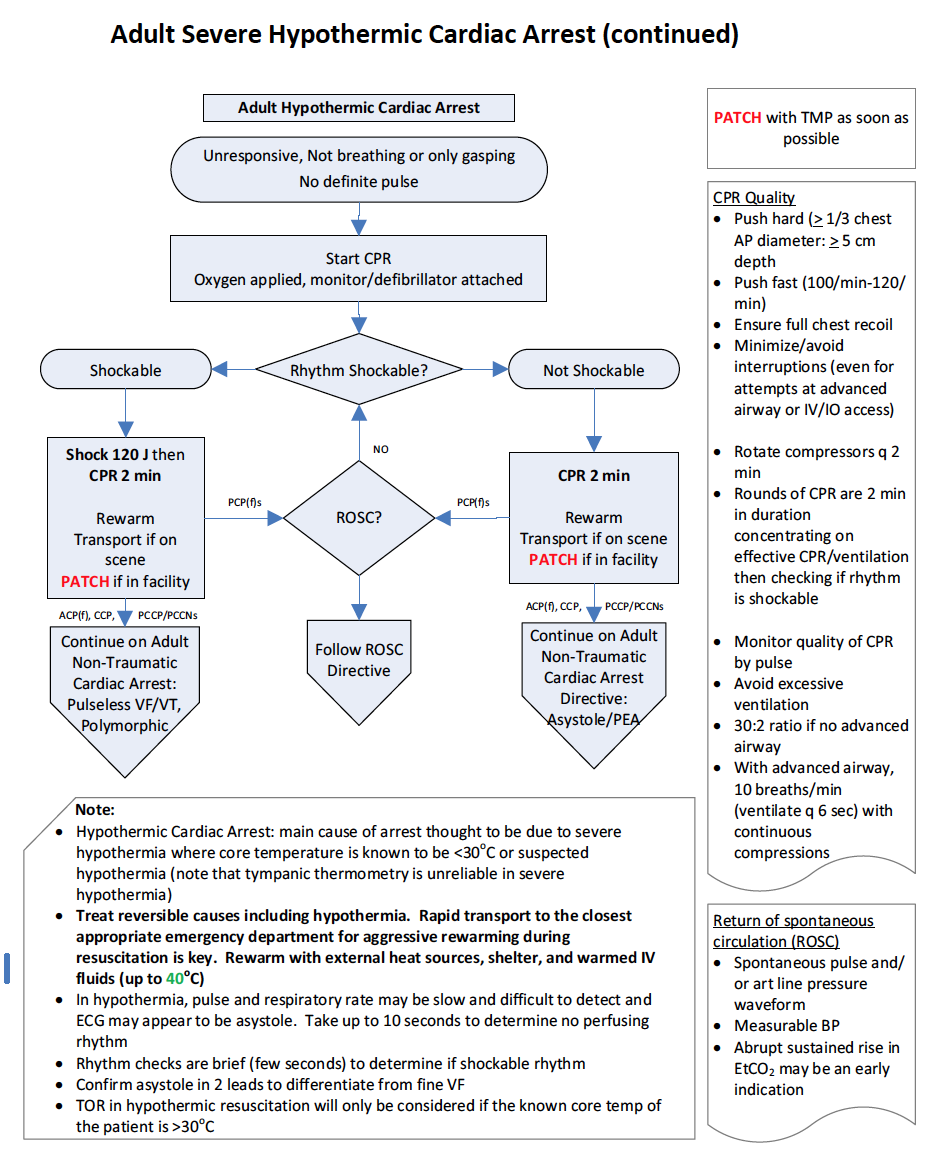 Adult Severe Hypothermic Cardiac Arrest (continued)
Adult Hypothermic Cardiac Arrest
Unresponsive, Not breathing or only gasping
No definite pulse
Start CPR
Oxygen applied, monitor/defibrillator attached
Rhythm Shockable?
Shockable
Not Shockable
Shock 120 J then
CPR 2 min
Rewarm
Transport if on
scene
PATCH if in facility
PCP(f)s
NO
ROSC?
PCP(f)s
CPR 2 min
Rewarm
Transport if on scene
PATCH if in facility
ACP(f), CCP, PCCP/PCCNs
Continue on Adult
Non-Traumatic
Cardiac Arrest:
Pulseless VF/VT,
Polymorphic
Follow ROSC
Directive
ACP(f), CCP, PCCP/PCCNs
Continue on Adult
Non-Traumatic
Cardiac Arrest
Directive:
Asystole/PEA
PATCH with TMP as soon as
possible
CPR Quality
• Push hard (≥ 1/3 chest
AP diameter: ≥ 5 cm
depth
• Push fast (100/min-120/
min)
• Ensure full chest recoil
• Minimize/avoid
interruptions (even for
attempts at advanced
airway or IV/IO access)
• Rotate compressors q 2
min
• Rounds of CPR are 2 min
in duration
concentrating on
effective CPR/ventilation
then checking if rhythm
is shockable
• Monitor quality of CPR
by pulse
• Avoid excessive
ventilation
• 30:2 ratio if no advanced
airway
• With advanced airway,
10 breaths/min
(ventilate q 6 sec) with
continuous
compressions
Note:
• Hypothermic Cardiac Arrest: main cause of arrest thought to be due to severe
hypothermia where core temperature is known to be <30°C or suspected
hypothermia (note that tympanic thermometry is unreliable in severe
hypothermia)
• Treat reversible causes including hypothermia. Rapid transport to the closest
appropriate emergency department for aggressive rewarming during
resuscitation is key. Rewarm with external heat sources, shelter, and warmed IV
fluids (up to 40°C)
• In hypothermia, pulse and respiratory rate may be slow and difficult to detect and
ECG may appear to be asystole. Take up to 10 seconds to determine no perfusing
rhythm
• Rhythm checks are brief (few seconds) to determine if shockable rhythm
• Confirm asystole in 2 leads to differentiate from fine VF
• TOR in hypothermic resuscitation will only be considered if the known core temp of
the patient is >30°C
Return of spontaneous
circulation (ROSC)
• Spontaneous pulse and/
or art line pressure
waveform
• Measurable BP
• Abrupt sustained rise in
EtCO₂ may be an early
indication